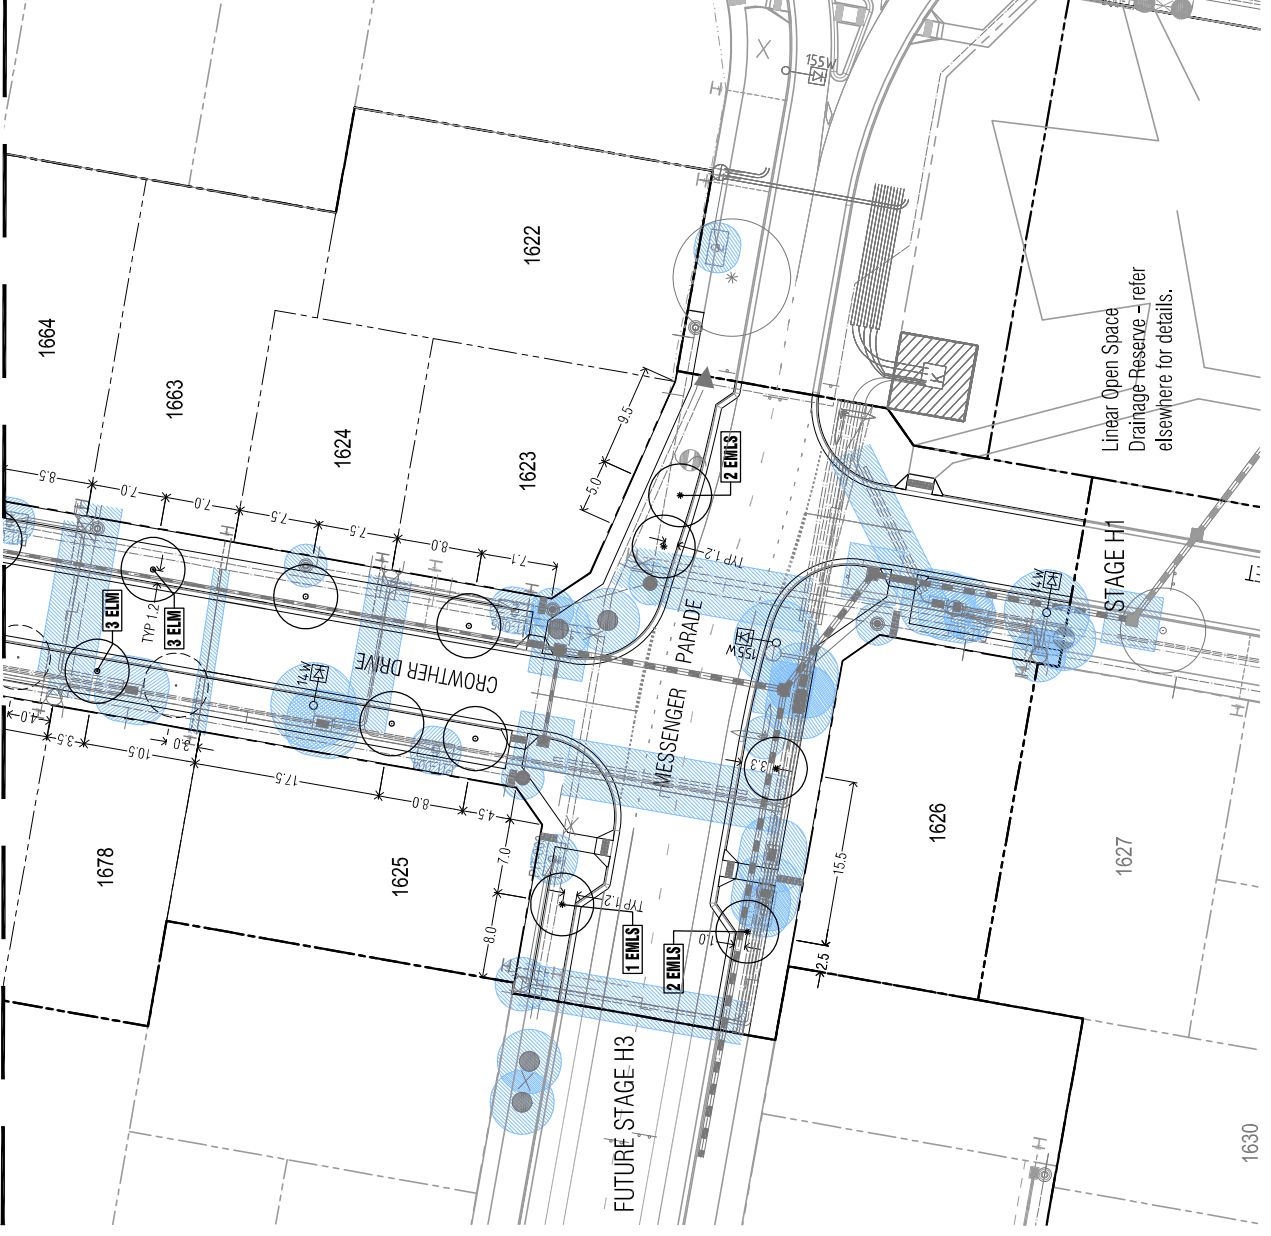 155W
1622
1664
1663
1624
1623
9.5
5.0
8.5
7.0
7.0
7.5
7.5
8.0
7.1
2 EMLS
TYP 1.2
Linear Open Space
Drainage Reserve - refer
elsewhere for details.
K
STAGE H1
14W
ET
3 ELM
TYP 1.2
3 ELM
CROWTHER DRIVE
14W
MESSENGER PARADE
155W
3.3
4.0
3.5
10.5
3.0
17.5
8.0
4.5
7.0
8.0
1678
1625
TYP 1.2
1 EMLS
2 EMLS
1.0
2.5
15.5
1626
1627
FUTURE STAGE H3
1630